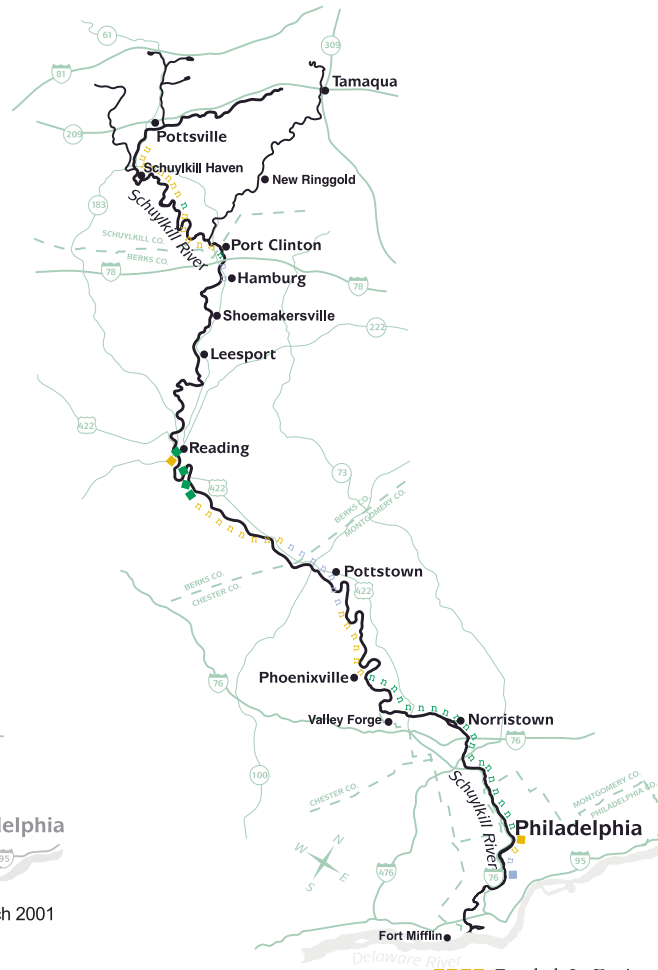 61
309
81
Tamaqua
209
Pottsville
Schuylkill Haven
New Ringgold
183
Schuylkill River
SCHUYLKILL CO.
BERKS CO.
Port Clinton
78
Hamburg
78
Shoemakersville
222
Leesport
422
Reading
73
422
BERKS CO.
MONTGOMERY CO.
Pottstown
BERKS CO.
CHESTER CO.
422
Phoenixville
76
Valley Forge
Norristown
76
100
CHESTER CO.
Schuylkill River
MONTGOMERY CO.
PHILADELPHIA CO.
elphia
Philadelphia
95
N
W
E
S
476
76
95
ch 2001
Fort Mifflin
Delaware River